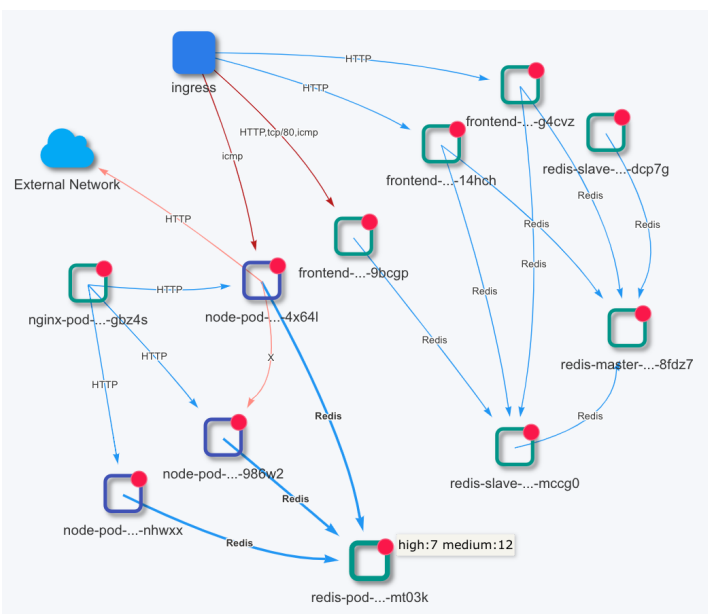 HTTP
ingress
HTTP
frontend-...-g4cvz
HTTP,tcp/80,icmp
icmp
frontend-...-14hch
redis-slave-...-dcp7g
External Network
Redis
HTTP
Redis
Redis
frontend-...-9bcgp
Redis
HTTP
Redis
nginx-pod-...-gbz4s
node-pod-...-4x64l
Redis
X
HTTP
redis-master-...-8fdz7
HTTP
Redis
Redis
node-pod-...-986w2
redis-slave-...-mccg0
Redis
node-pod-...-nhwxx
Redis
high:7 medium:12
redis-pod-...-mt03k